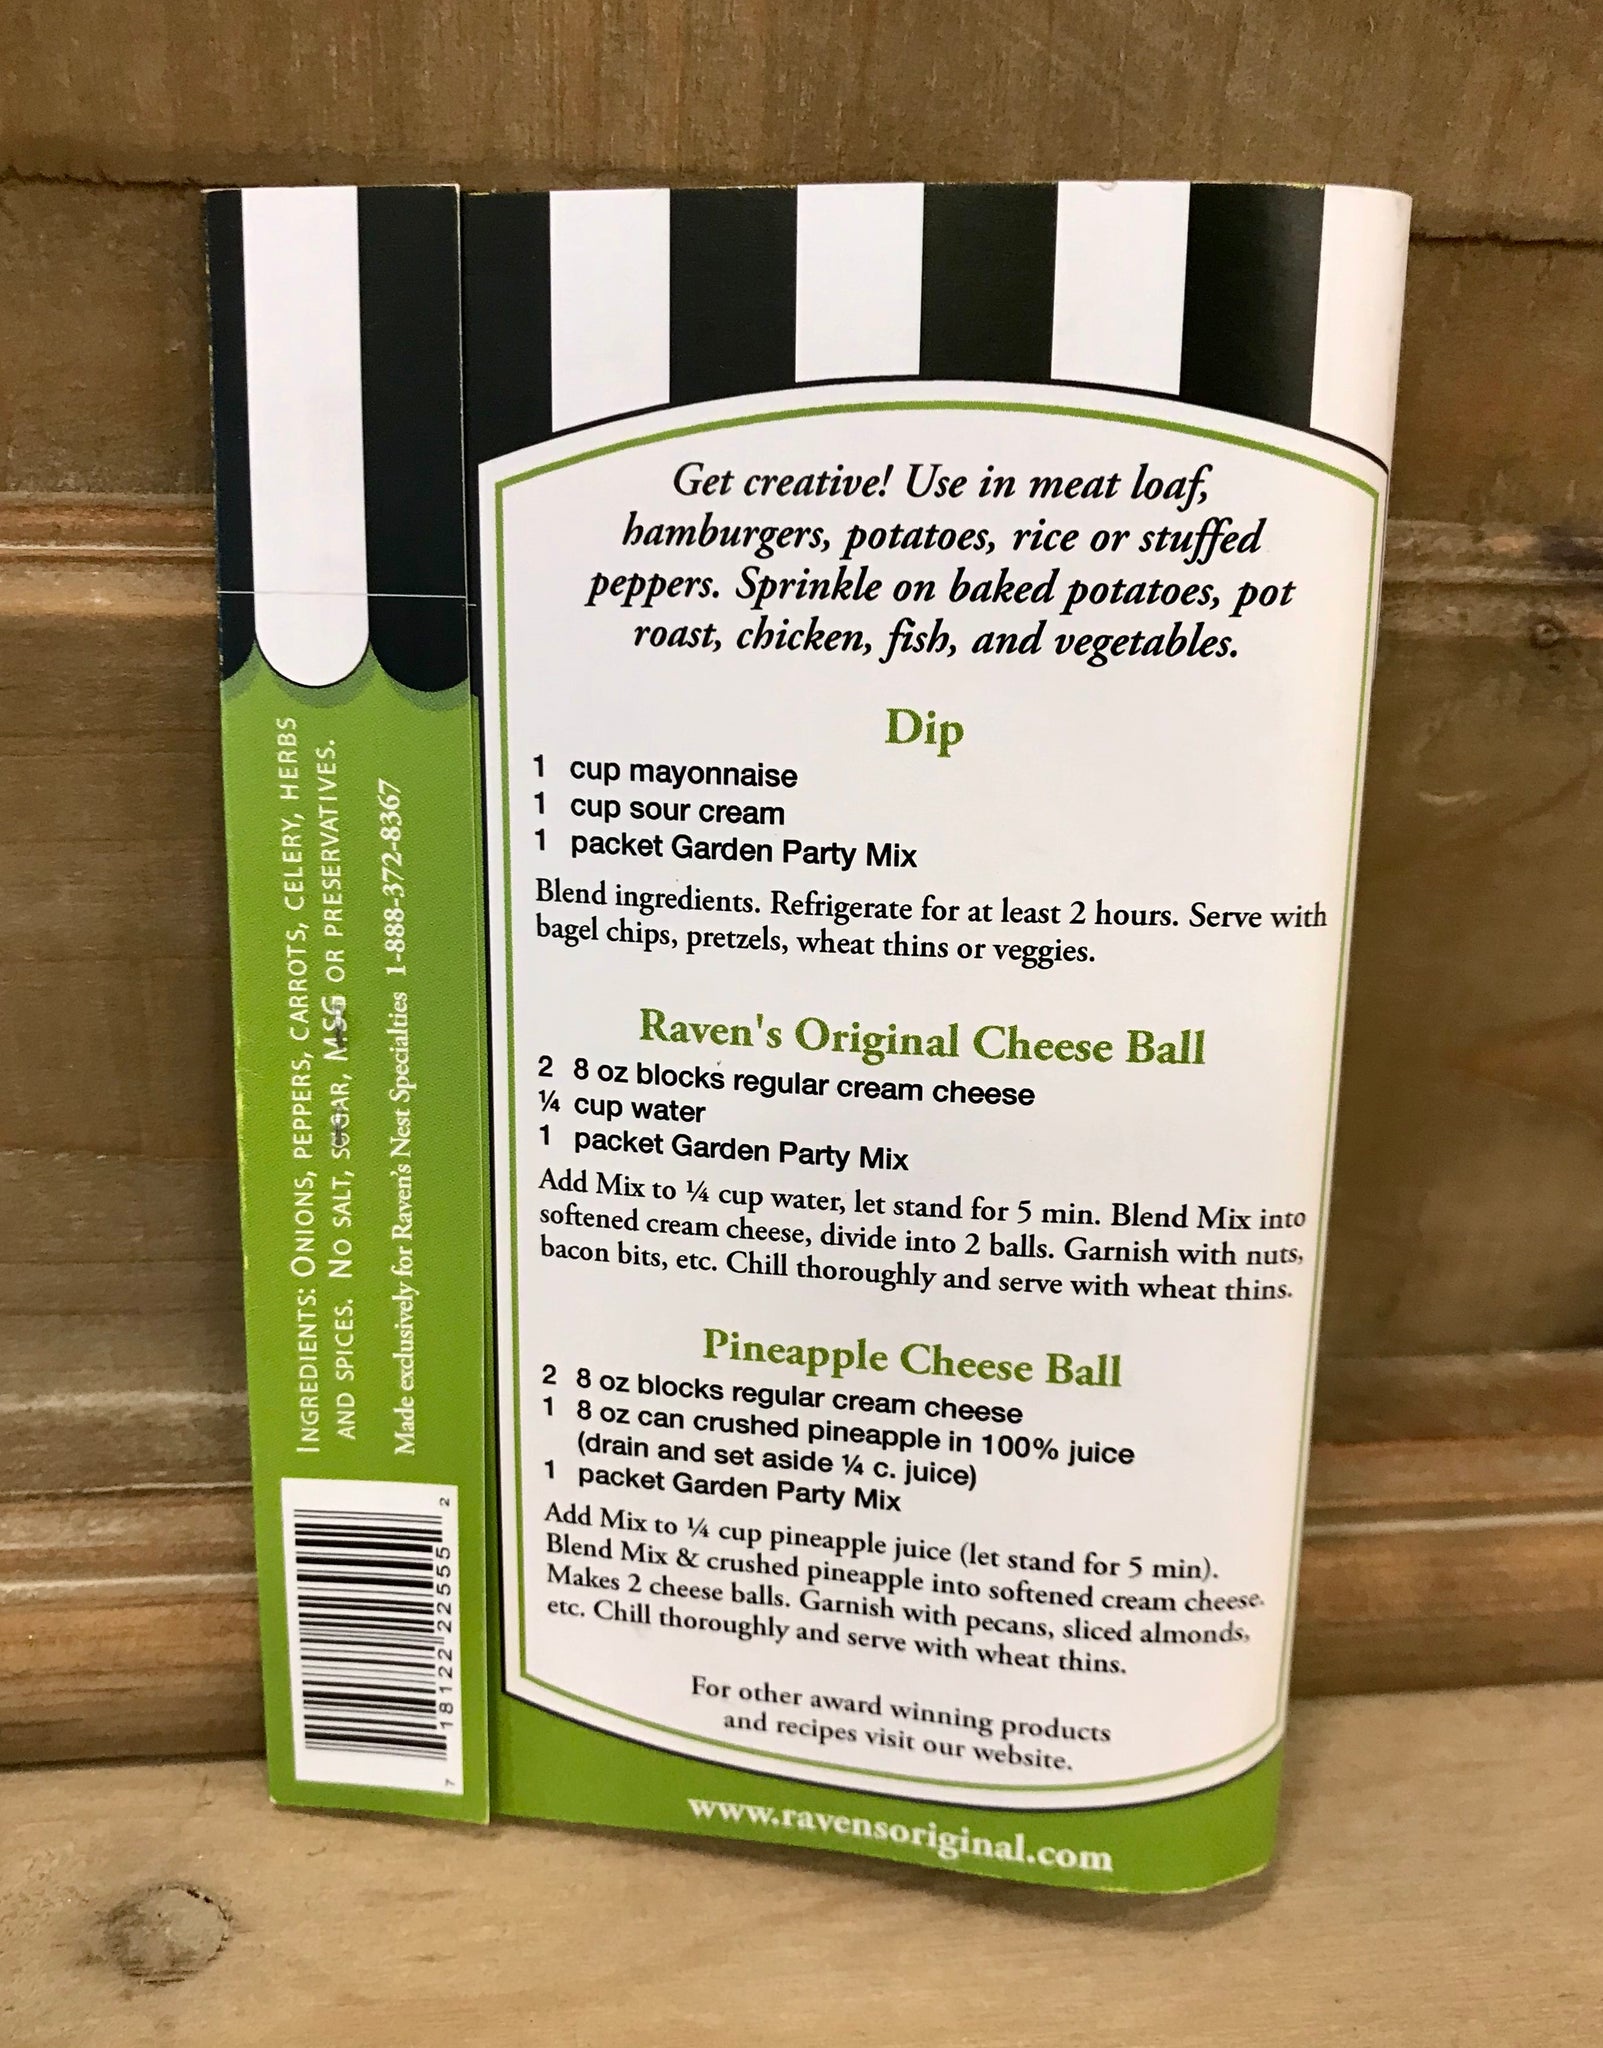 INGREDIENTS: ONIONS, PEPPERS, CARROTS, CELERY, HERBS
AND SPICES. NO SALT, SUGAR, MSG OR PRESERVATIVES.
Made exclusively for Raven's Nest Specialties 1-888-372-8367
7 18122 22555 2
Get creative! Use in meat loaf,
hamburgers, potatoes, rice or stuffed
peppers. Sprinkle on baked potatoes, pot
roast, chicken, fish, and vegetables.
Dip
1 cup mayonnaise
1 cup sour cream
1 packet Garden Party Mix
Blend ingredients. Refrigerate for at least 2 hours. Serve with
bagel chips, pretzels, wheat thins or veggies.
Raven's Original Cheese Ball
2 8 oz blocks regular cream cheese
¼ cup water
1 packet Garden Party Mix
Add Mix to ¼ cup water, let stand for 5 min. Blend Mix into
softened cream cheese, divide into 2 balls. Garnish with nuts,
bacon bits, etc. Chill thoroughly and serve with wheat thins.
Pineapple Cheese Ball
2 8 oz blocks regular cream cheese
1 8 oz can crushed pineapple in 100% juice
(drain and set aside ¼ c. juice)
1 packet Garden Party Mix
Add Mix to ¼ cup pineapple juice (let stand for 5 min).
Blend Mix & crushed pineapple into softened cream cheese.
Makes 2 cheese balls. Garnish with pecans, sliced almonds,
etc. Chill thoroughly and serve with wheat thins.
For other award winning products
and recipes visit our website.
www.ravensoriginal.com